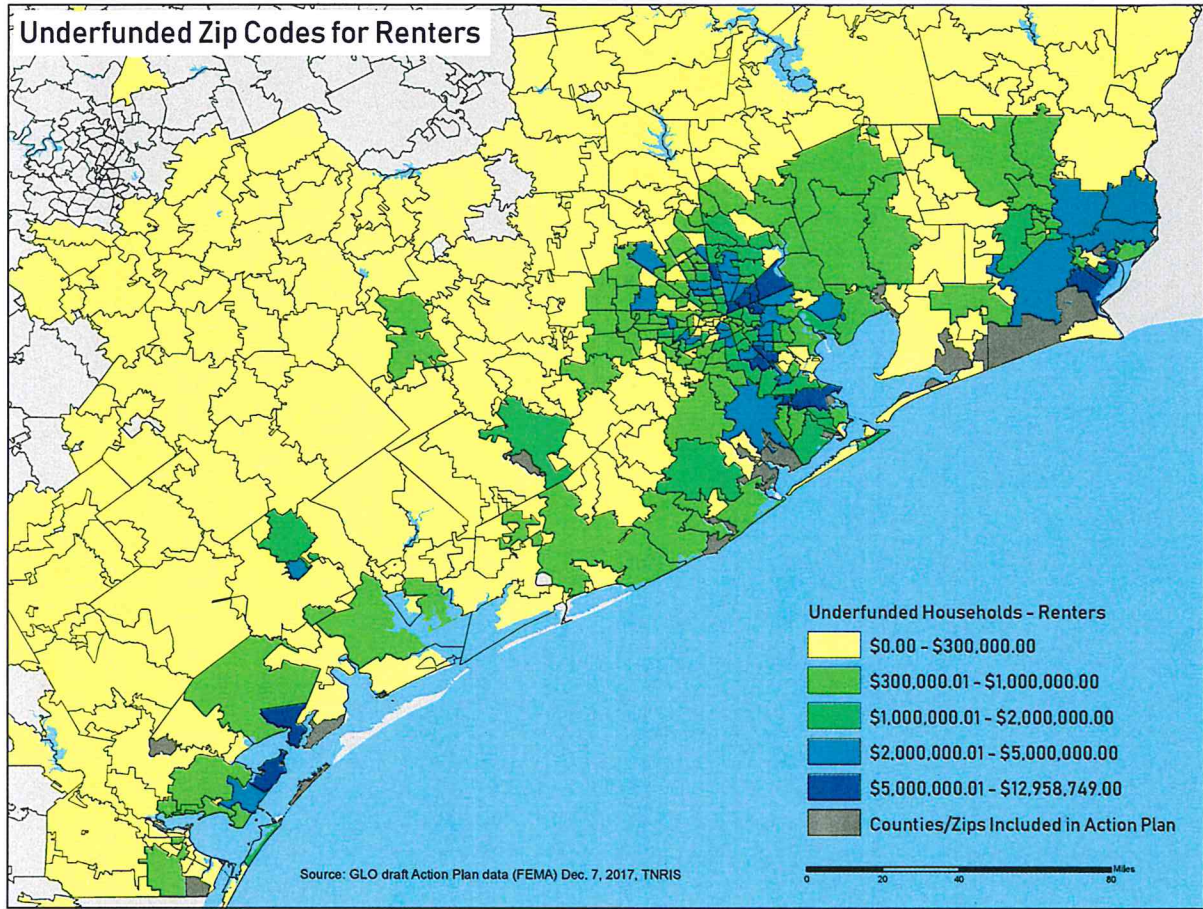 Underfunded Zip Codes for Renters
Underfunded Households - Renters
$0.00 - $300,000.00
$300,000.01 - $1,000,000.00
$1,000,000.01 - $2,000,000.00
$2,000,000.01 - $5,000,000.00
$5,000,000.01 - $12,958,749.00
Counties/Zips Included in Action Plan
Miles
0 20 40 80
Source: GLO draft Action Plan data (FEMA) Dec. 7, 2017, TNRIS